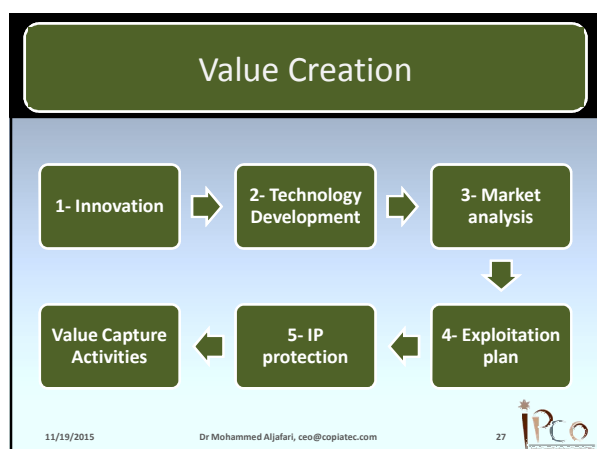 Value Creation
1- Innovation
2- Technology
Development
3- Market
analysis
4- Exploitation
plan
5- IP
protection
Value Capture
Activities
11/19/2015
Dr Mohammed Aljafari, ceo@copiatec.com
27
IPCO